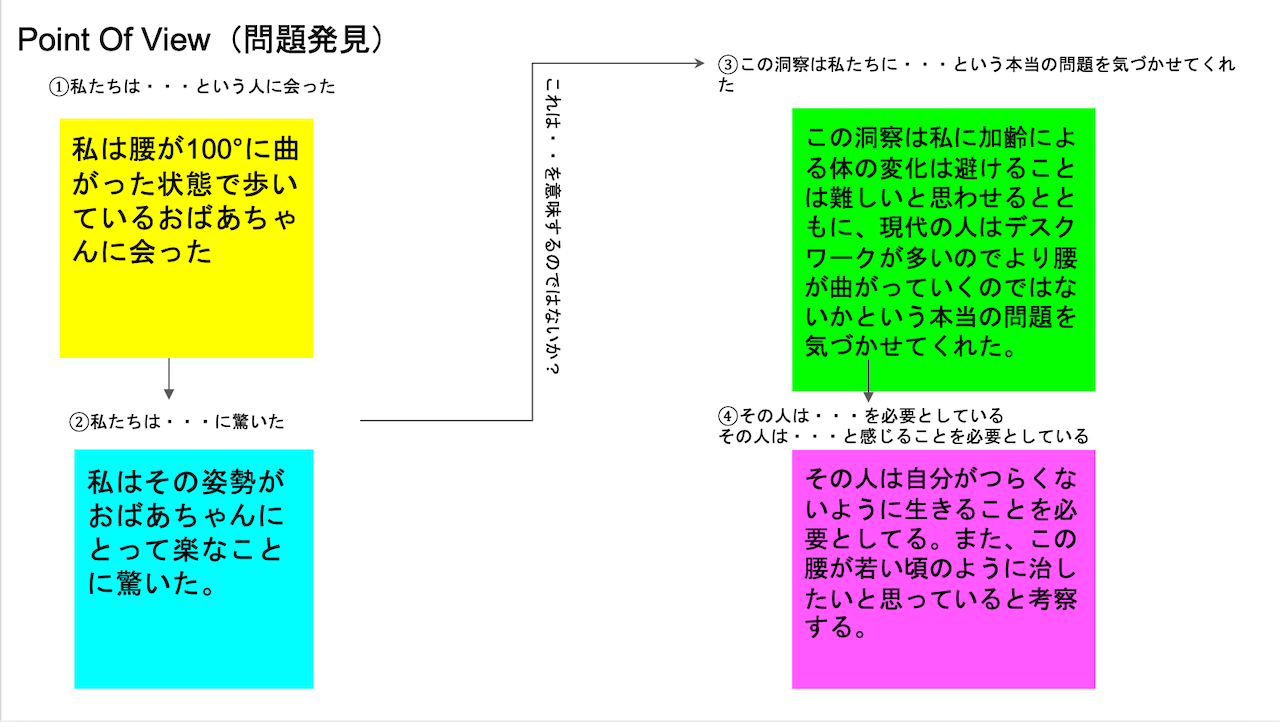 Point Of View（問題発見）
①私たちは・・・という人に会った
私は腰が100°に曲
がった状態で歩い
ているおばあちゃ
んに会った
②私たちは・・・に驚いた
私はその姿勢が
おばあちゃんに
とって楽なこと
に驚いた。
これは・・を意味するのではないか？
③この洞察は私たちに・・・という本当の問題を気づかせてくれ
た
この洞察は私に加齢によ
る体の変化は避けること
は難しいと思わせるとと
もに、現代の人はデスク
ワークが多いのでより腰
が曲がっていくのではな
いかという本当の問題を
気づかせてくれた。
④その人は・・・を必要としている
その人は・・・と感じることを必要としている
その人は自分がつらくな
いように生きることを必
要としてる。また、この
腰が若い頃のように治し
たいと思っていると考察
する。